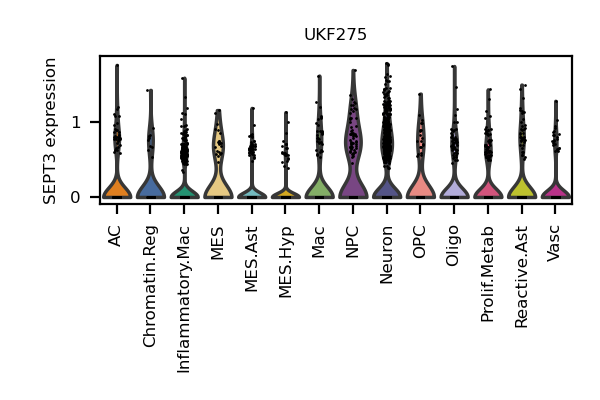 UKF275
SEPT3 expression
1
0
AC
Chromatin.Reg
Inflammatory.Mac
MES
MES.Ast
MES.Hyp
Mac
NPC
Neuron
OPC
Oligo
Prolif.Metab
Reactive.Ast
Vasc